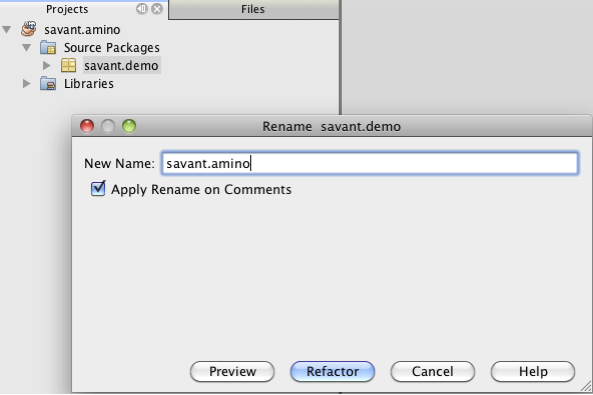 Projects
Files
savant.amino
Source Packages
savant.demo
Libraries
Rename savant.demo
New Name: savant.amino
Apply Rename on Comments
Preview Refactor Cancel Help